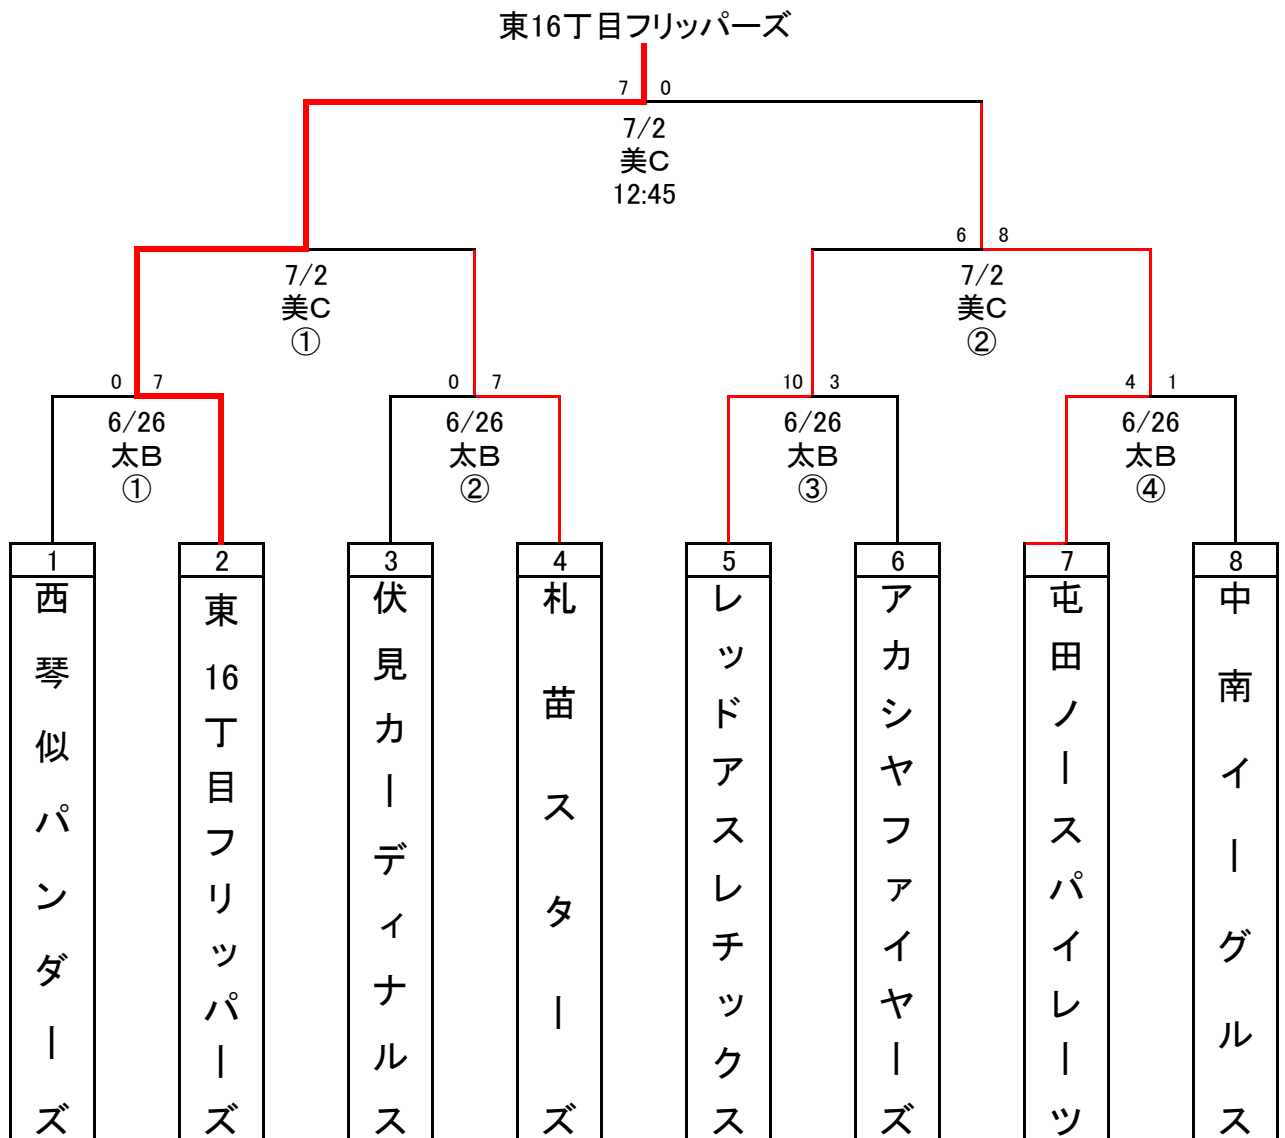 東16丁目フリッパーズ
7 0
7/2
美C
12:45
6 8
7/2
美C
①
7/2
美C
②
0 7
0 7
10 3
4 1
6/26
太B
①
6/26
太B
②
6/26
太B
③
6/26
太B
④
1
西琴似パンダーズ
2
東16丁目フリッパーズ
3
伏見カーディナルス
4
札苗スターズ
5
レッドアスレチックス
6
アカシヤファイヤーズ
7
屯田ノースパイレーツ
8
中南イーグルス